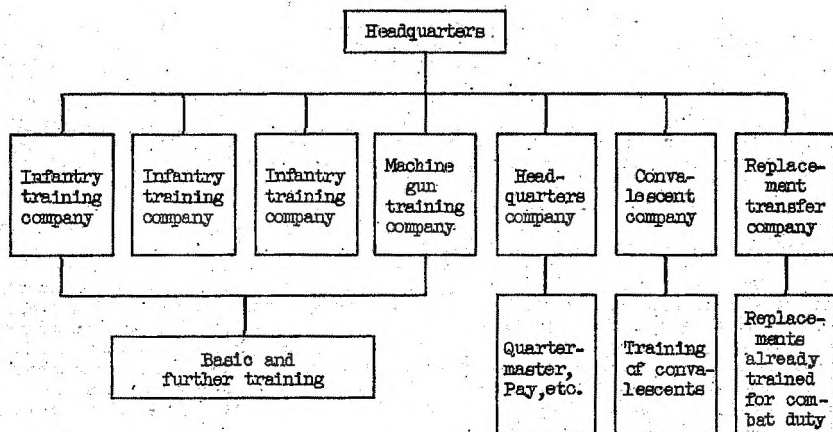 Headquarters
Infantry
training
company
Infantry
training
company
Infantry
training
company
Machine
gun
training
company
Head-
quarters
company
Conva-
lescent
company
Replace-
ment
transfer
company
Basic and
further training
Quarter-
master,
Pay,etc.
Training
of conva-
lescents
Replace-
ments
already
trained
for com-
bat duty